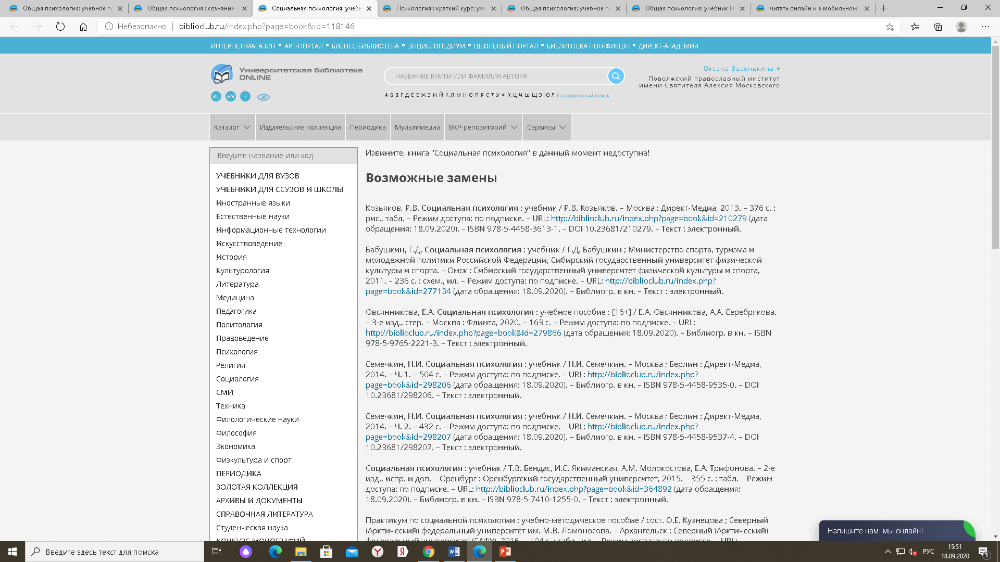 Общая психология: учебное по
Общая психология : сознание
Социальная психология: учебн
Психология : краткий курс: уче
Общая психология: учебное по
Общая психология: учебник Н
читать онлайн и в мобильном
Небезопасно | biblioclub.ru/index.php?page=book&id=118146
ИНТЕРНЕТ-МАГАЗИН • АРТ-ПОРТАЛ • БИЗНЕС-БИБЛИОТЕКА • ЭНЦИКЛОПЕДИУМ • ШКОЛЬНЫЙ ПОРТАЛ • БИБЛИОТЕКА НОН-ФИКШН • ДИРЕКТ-АКАДЕМИЯ
Университетская библиотека
ONLINE
RU EN ?
НАЗВАНИЕ КНИГИ ИЛИ ФАМИЛИЯ АВТОРА
А Б В Г Д Е Ё Ж З И Й К Л М Н О П Р С Т У Ф Х Ц Ч Ш Щ Э Ю Я Расширенный поиск
Оксана Васенькина ▼
Поволжский православный институт
имени Святителя Алексия Московского
Каталог
Издательские коллекции
Периодика
Мультимедиа
ВКР-репозиторий
Сервисы
Введите название или код
УЧЕБНИКИ ДЛЯ ВУЗОВ
УЧЕБНИКИ ДЛЯ ССУЗОВ И ШКОЛЫ
Иностранные языки
Естественные науки
Информационные технологии
Искусствоведение
История
Культурология
Литература
Медицина
Педагогика
Политология
Правоведение
Психология
Религия
Социология
СМИ
Техника
Филологические науки
Философия
Экономика
Физкультура и спорт
ПЕРИОДИКА
ЗОЛОТАЯ КОЛЛЕКЦИЯ
АРХИВЫ И ДОКУМЕНТЫ
СПРАВОЧНАЯ ЛИТЕРАТУРА
Студенческая наука
КОНКУРС МОНОГРАФИЙ
Извините, книга "Социальная психология" в данный момент недоступна!
Возможные замены
Козьяков, Р.В. Социальная психология : учебник / Р.В. Козьяков. – Москва : Директ-Медиа, 2013. – 376 с. :
рис., табл. – Режим доступа: по подписке. – URL: http://biblioclub.ru/index.php?page=book&id=210279 (дата
обращения: 18.09.2020). – ISBN 978-5-4458-3613-1. – DOI 10.23681/210279. – Текст : электронный.
Бабушкин, Г.Д. Социальная психология : учебник / Г.Д. Бабушкин ; Министерство спорта, туризма и
молодежной политики Российской Федерации, Сибирский государственный университет физической
культуры и спорта. – Омск : Сибирский государственный университет физической культуры и спорта,
2011. – 236 с. : схем., ил. – Режим доступа: по подписке. – URL: http://biblioclub.ru/index.php?
page=book&id=277134 (дата обращения: 18.09.2020). – Библиогр. в кн. – Текст : электронный.
Овсянникова, Е.А. Социальная психология : учебное пособие : [16+] / Е.А. Овсянникова, А.А. Серебрякова.
– 3-е изд., стер. – Москва : Флинта, 2020. – 163 с. – Режим доступа: по подписке. – URL:
http://biblioclub.ru/index.php?page=book&id=279866 (дата обращения: 18.09.2020). – Библиогр. в кн. – ISBN
978-5-9765-2221-3. – Текст : электронный.
Семечкин, Н.И. Социальная психология : учебник / Н.И. Семечкин. – Москва ; Берлин : Директ-Медиа,
2014. – Ч. 1. – 504 с. – Режим доступа: по подписке. – URL: http://biblioclub.ru/index.php?
page=book&id=298206 (дата обращения: 18.09.2020). – Библиогр. в кн. – ISBN 978-5-4458-9535-0. – DOI
10.23681/298206. – Текст : электронный.
Семечкин, Н.И. Социальная психология : учебник / Н.И. Семечкин. – Москва ; Берлин : Директ-Медиа,
2014. – Ч. 2. – 432 с. – Режим доступа: по подписке. – URL: http://biblioclub.ru/index.php?
page=book&id=298207 (дата обращения: 18.09.2020). – Библиогр. в кн. – ISBN 978-5-4458-9537-4. – DOI
10.23681/298207. – Текст : электронный.
Социальная психология : учебник / Т.В. Бендас, И.С. Якиманская, А.М. Молокостова, Е.А. Трифонова. – 2-е
изд., испр. и доп. – Оренбург : Оренбургский государственный университет, 2015. – 355 с. : табл. – Режим
доступа: по подписке. – URL: http://biblioclub.ru/index.php?page=book&id=364892 (дата обращения:
18.09.2020). – Библиогр. в кн. – ISBN 978-5-7410-1255-0. – Текст : электронный.
Практикум по социальной психологии : учебно-методическое пособие / сост. О.Е. Кузнецова ; Северный
(Арктический) федеральный университет им. М.В. Ломоносова. – Архангельск : Северный (Арктический)
федеральный университет (САФУ), 2015. – 104 с. : табл., ил. – Режим доступа: по подписке. – URL:
Напишите нам, мы онлайн!
Введите здесь текст для поиска
РУС
15:51
18.09.2020
1